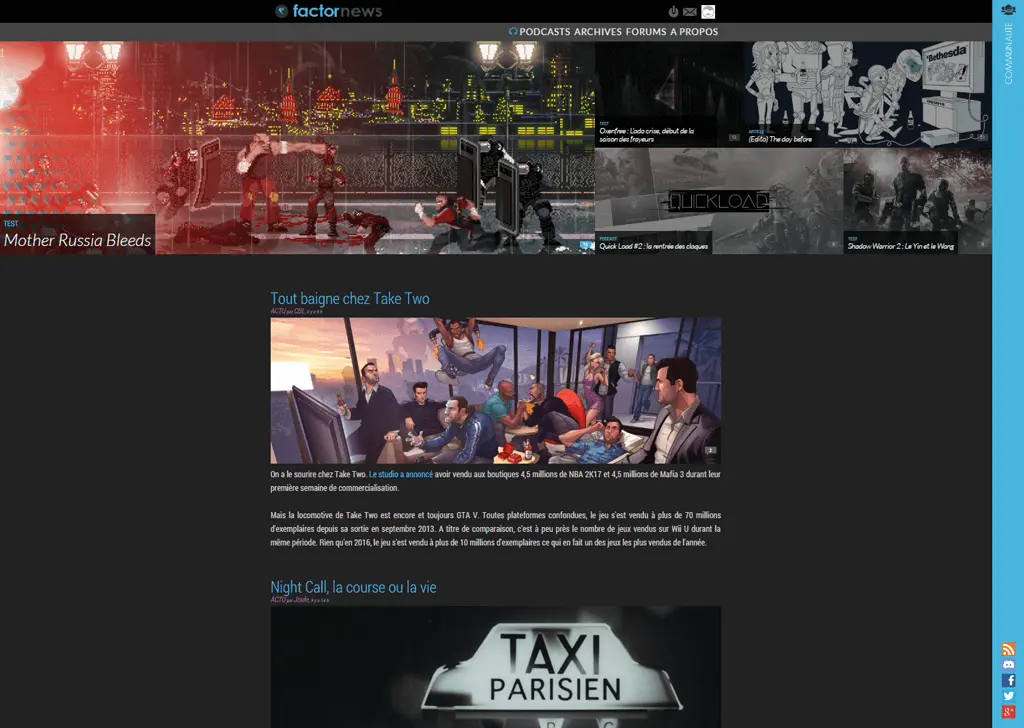 factornews
PODCASTS ARCHIVES FORUMS A PROPOS
COMMUNAUTE
Bethesda
TEST
Oxenfree : L'ado crise, début de la
saison des frayeurs
ARTICLE
(Edito) The day before
QUICKLOAD
TEST
Mother Russia Bleeds
PODCAST
Quick Load #2 : la rentrée des claques
TEST
Shadow Warrior 2 : Le Yin et le Wang
Tout baigne chez Take Two
ACTU par CBL
On a le sourire chez Take Two. Le studio a annoncé avoir vendu aux boutiques 4,5 millions de NBA 2K17 et 4,5 millions de Mafia 3 durant leur
première semaine de commercialisation.
Mais la locomotive de Take Two est encore et toujours GTA V. Toutes plateformes confondues, le jeu s'est vendu à plus de 70 millions
d'exemplaires depuis sa sortie en septembre 2013. A titre de comparaison, c'est à peu près le nombre de jeux vendus sur Wii U durant la
même période. Rien qu'en 2016, le jeu s'est vendu à plus de 10 millions d'exemplaires ce qui en fait un des jeux les plus vendus de l'année.
Night Call, la course ou la vie
ACTU par
TAXI
PARISIEN